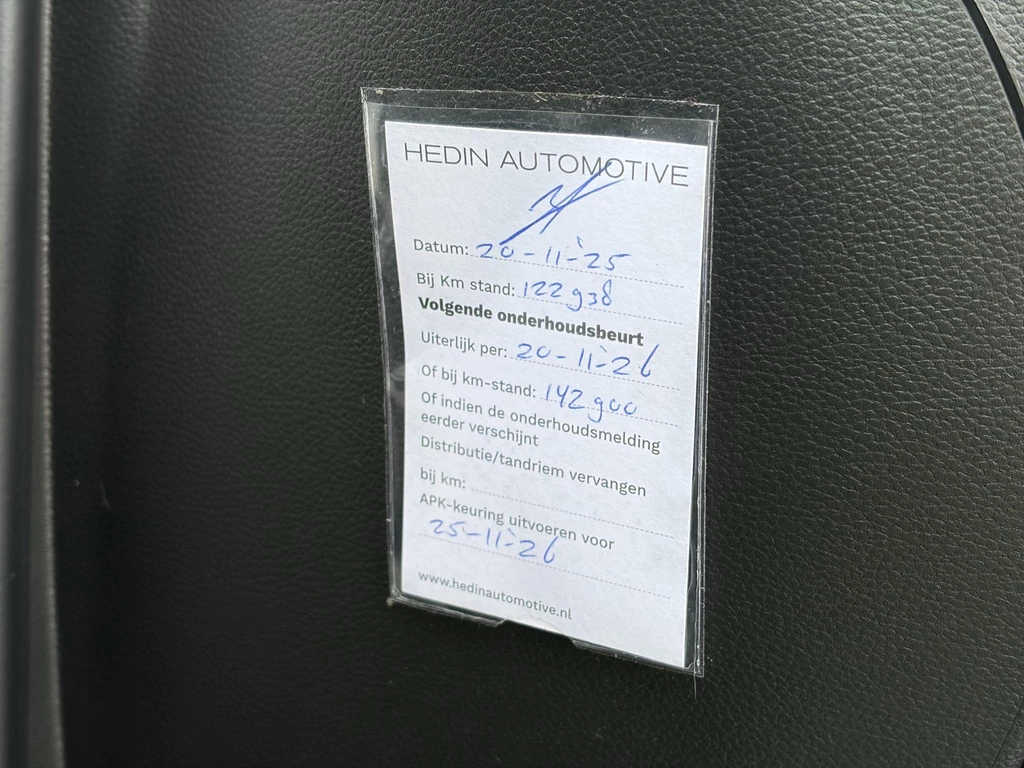 HEDIN AUTOMOTIVE
Datum: 20-11-'25
Bij Km stand: 122938
Volgende onderhoudsbeurt
Uiterlijk per: 20-11-'26
Of bij km-stand: 142900
Of indien de onderhoudsmelding
eerder verschijnt
Distributie/tandriem vervangen
bij km:
APK-keuring uitvoeren voor
25-11-'26
www.hedinautomotive.nl